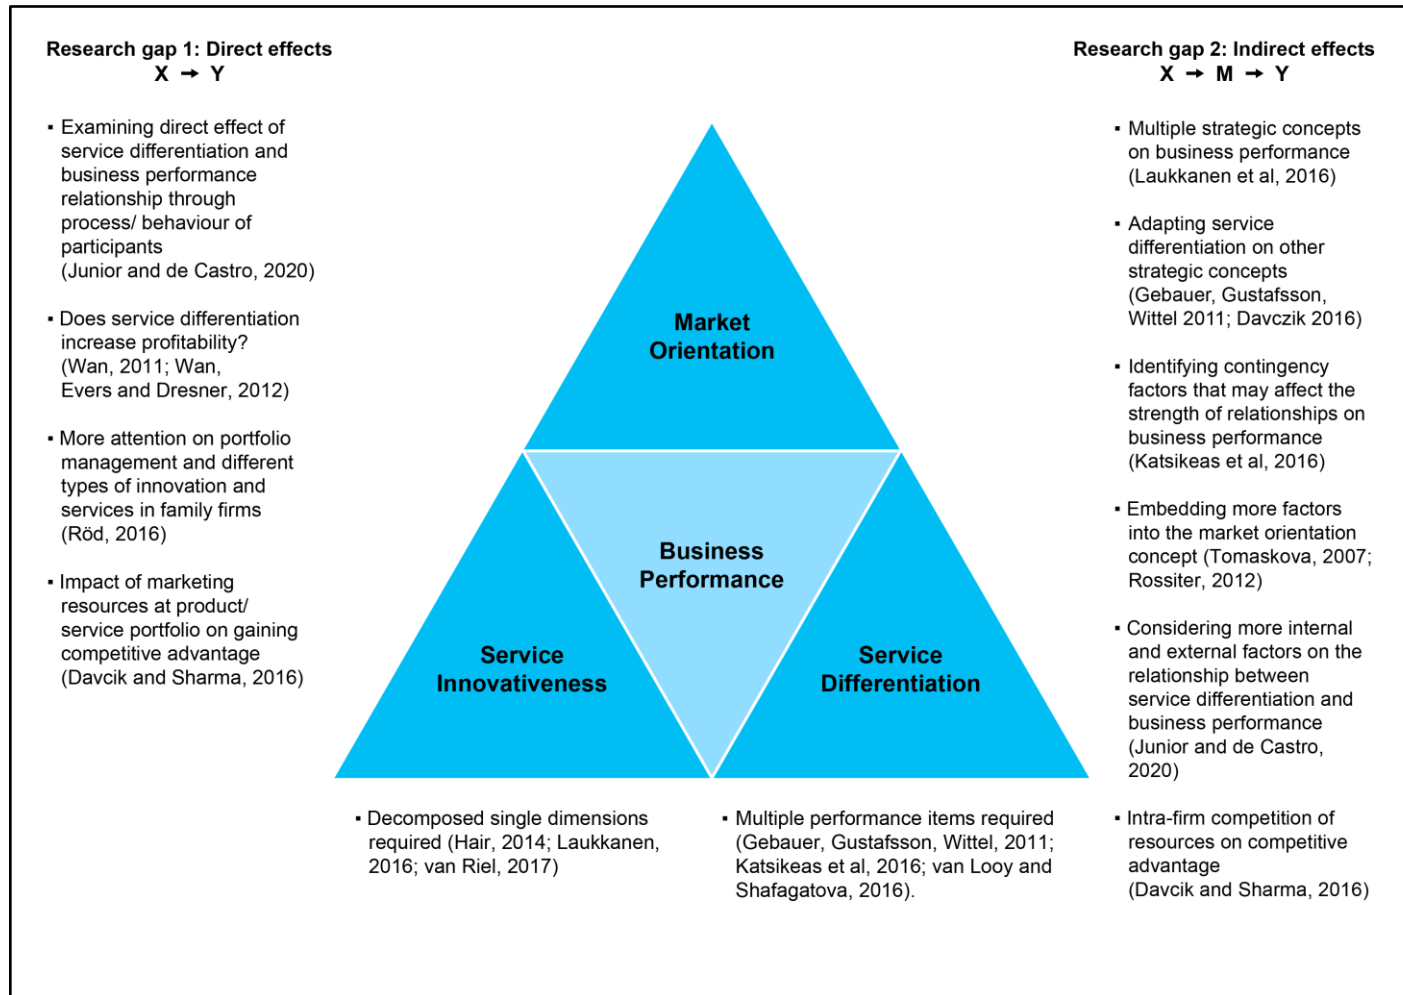 Research gap 1: Direct effects
X → Y
▪ Examining direct effect of
service differentiation and
business performance
relationship through
process/ behaviour of
participants
(Junior and de Castro, 2020)
▪ Does service differentiation
increase profitability?
(Wan, 2011; Wan,
Evers and Dresner, 2012)
▪ More attention on portfolio
management and different
types of innovation and
services in family firms
(Röd, 2016)
▪ Impact of marketing
resources at product/
service portfolio on gaining
competitive advantage
(Davcik and Sharma, 2016)
Market
Orientation
Business
Performance
Service
Innovativeness
Service
Differentiation
▪ Decomposed single dimensions
required (Hair, 2014; Laukkanen,
2016; van Riel, 2017)
▪ Multiple performance items required
(Gebauer, Gustafsson, Wittel, 2011;
Katsikeas et al, 2016; van Looy and
Shafagatova, 2016).
Research gap 2: Indirect effects
X → M → Y
▪ Multiple strategic concepts
on business performance
(Laukkanen et al, 2016)
▪ Adapting service
differentiation on other
strategic concepts
(Gebauer, Gustafsson,
Wittel 2011; Davczik 2016)
▪ Identifying contingency
factors that may affect the
strength of relationships on
business performance
(Katsikeas et al, 2016)
▪ Embedding more factors
into the market orientation
concept (Tomaskova, 2007;
Rossiter, 2012)
▪ Considering more internal
and external factors on the
relationship between
service differentiation and
business performance
(Junior and de Castro,
2020)
▪ Intra-firm competition of
resources on competitive
advantage
(Davcik and Sharma, 2016)